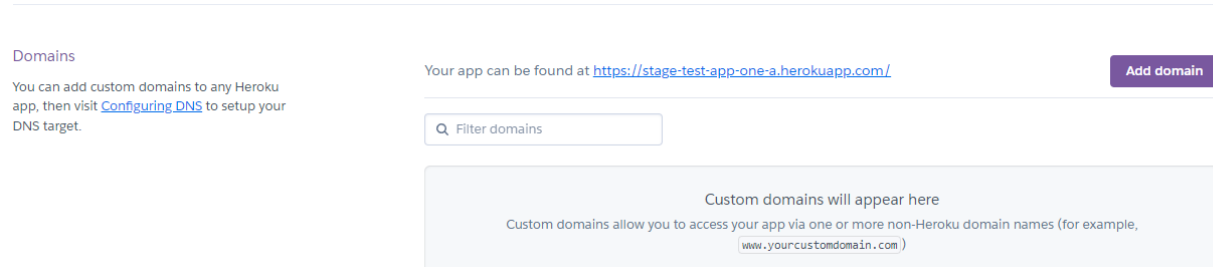 Domains
You can add custom domains to any Heroku
app, then visit Configuring DNS to setup your
DNS target.
Your app can be found at https://stage-test-app-one-a.herokuapp.com/
Add domain
Filter domains
Custom domains will appear here
Custom domains allow you to access your app via one or more non-Heroku domain names (for example,
www.yourcustomdomain.com)